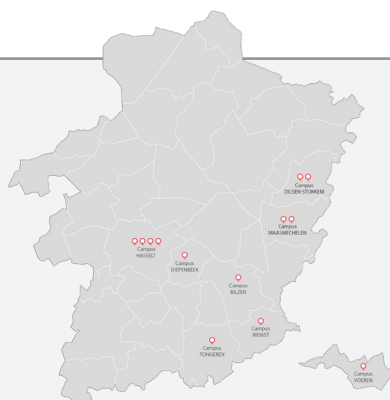 Campus
DILSEN-STOKKEM
Campus
MAASMECHELEN
Campus
HASSELT
Campus
DIEPENBEEK
Campus
BILZEN
Campus
RIEMST
Campus
TONGEREN
Campus
VOEREN